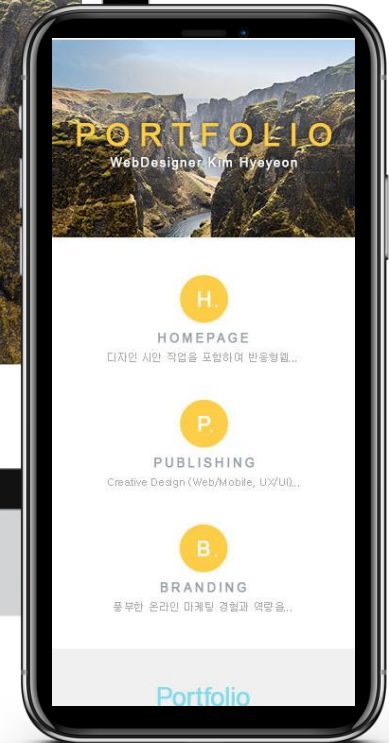 PORTFOLIO
WebDesigner Kim Hyeyeon
H.
HOMEPAGE
디자인 시안 작업을 포함하여 반응형웹...
P.
PUBLISHING
Creative Design (Web/Mobile, UX/UI)...
B.
BRANDING
풍부한 온라인 마케팅 경험과 역량을...
Portfolio